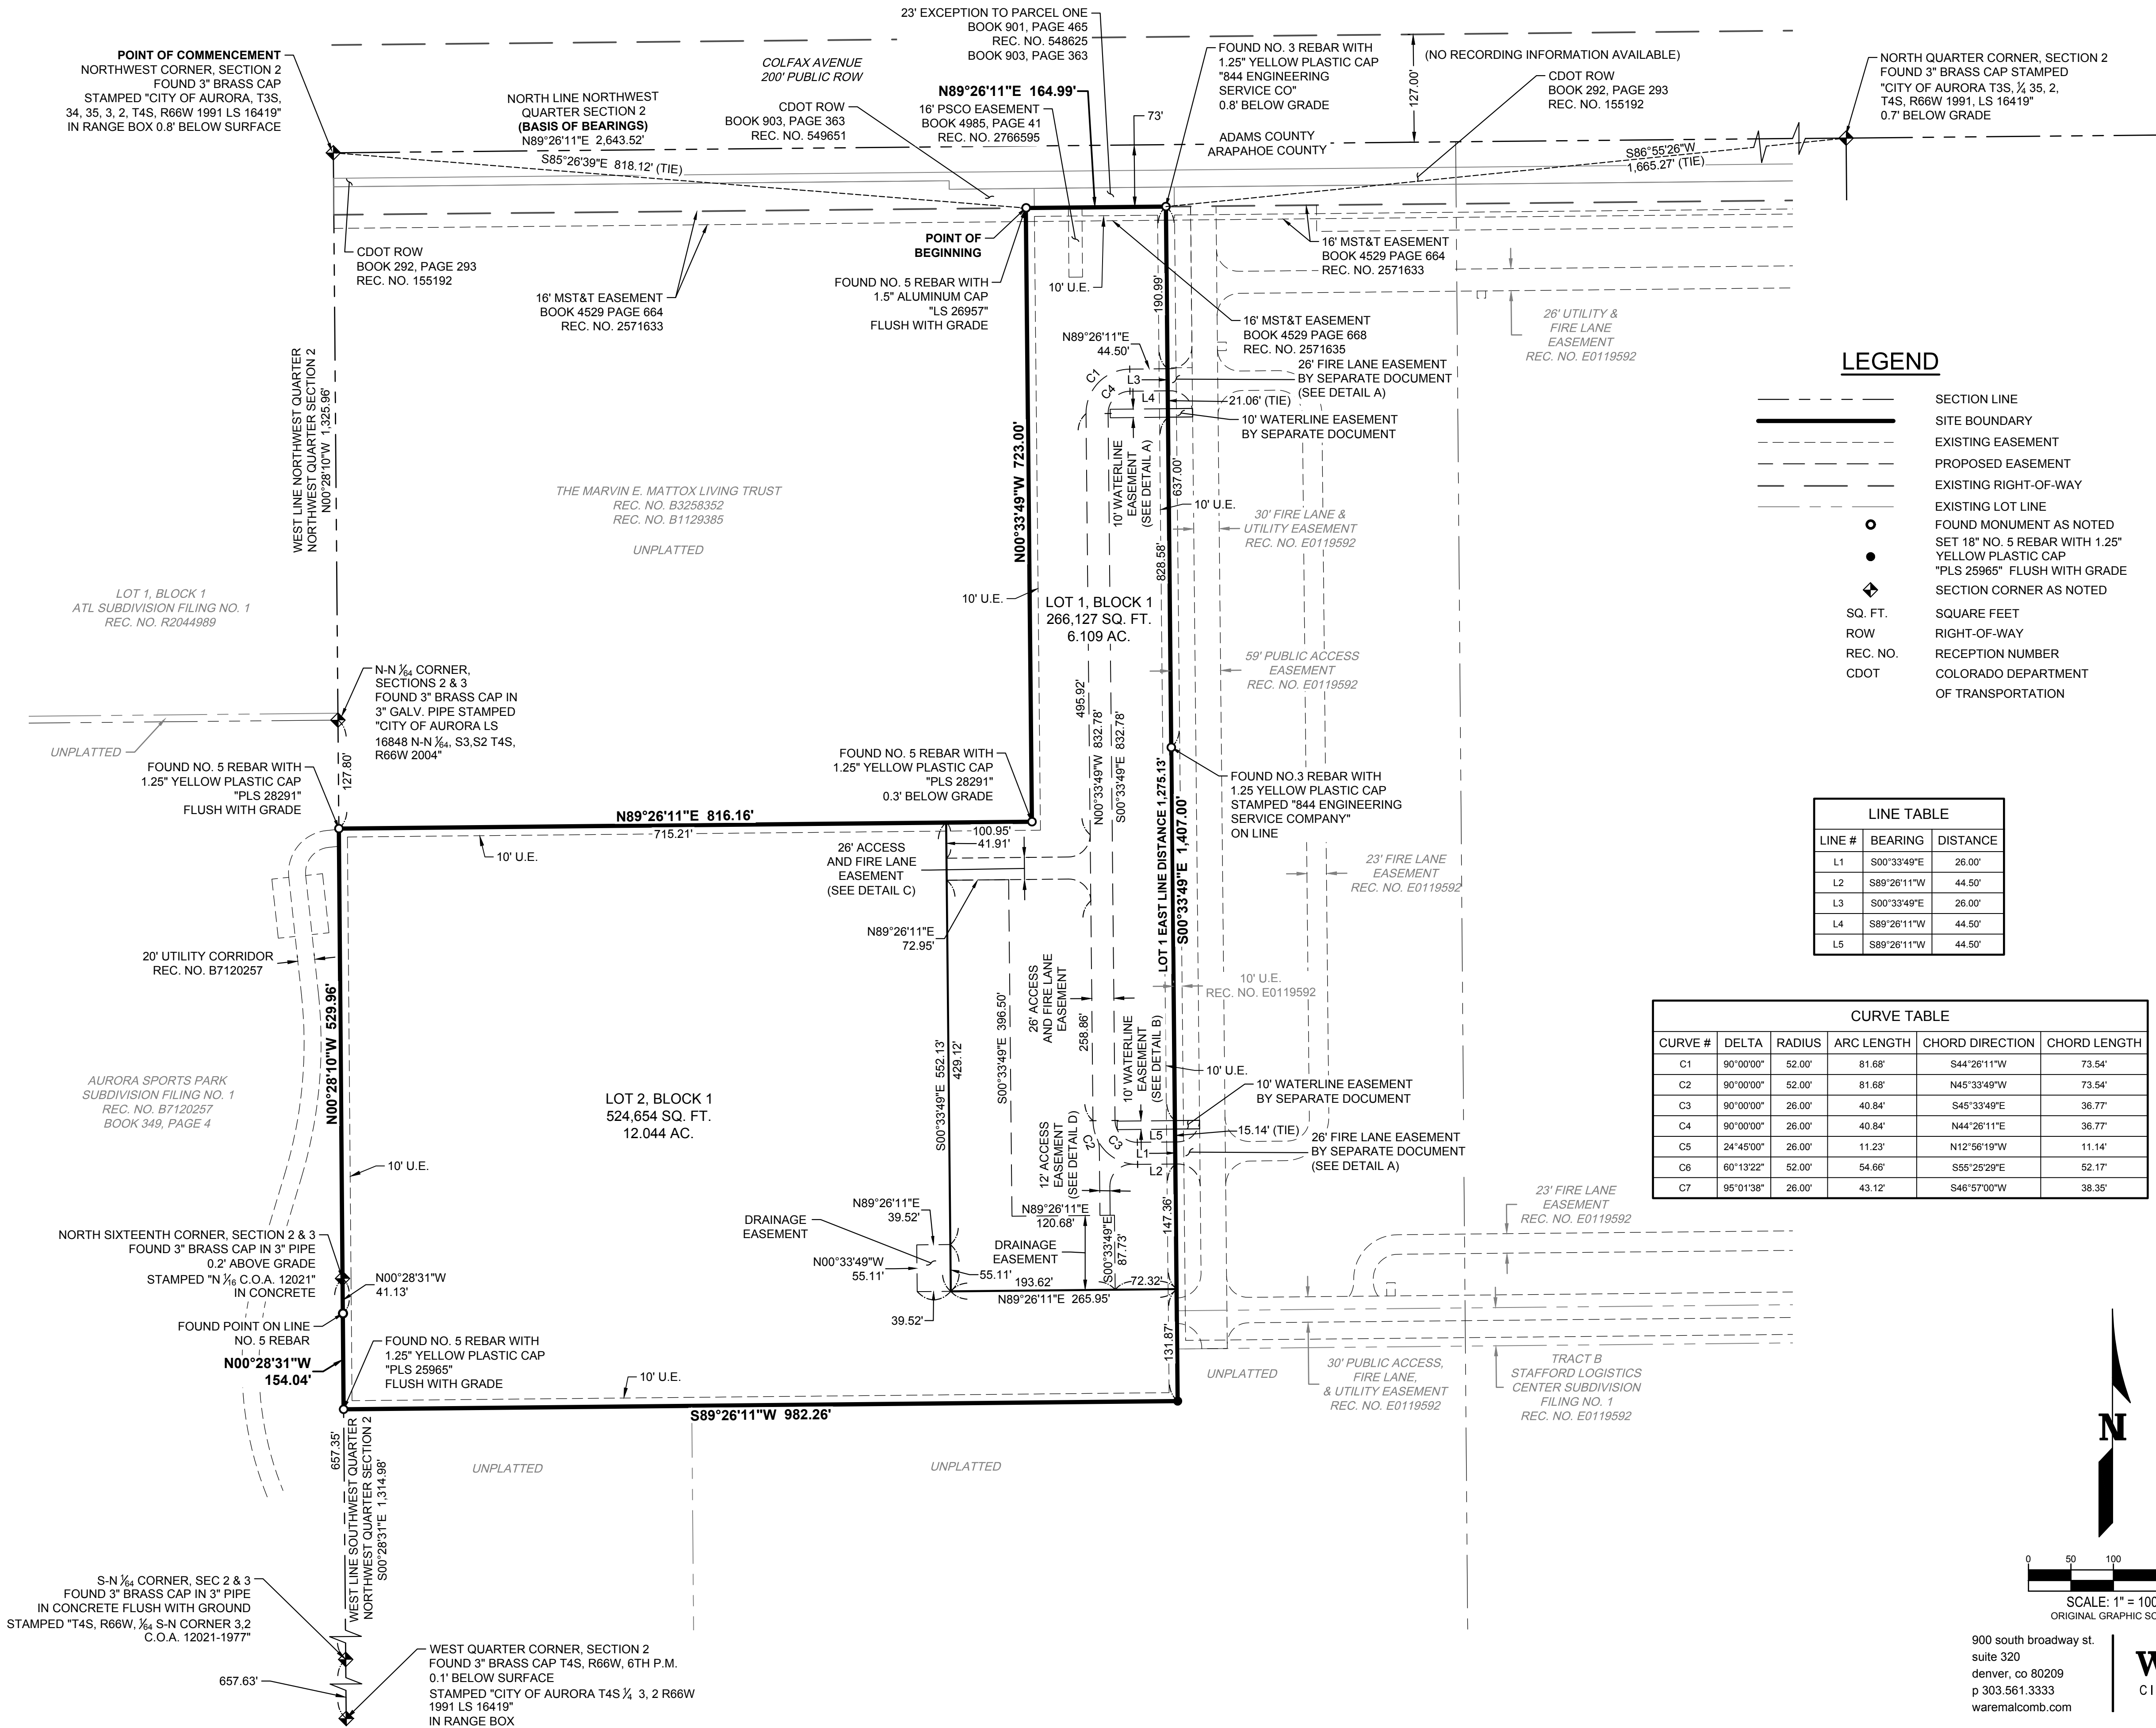 23' EXCEPTION TO PARCEL ONE
BOOK 901, PAGE 465
REC. NO. 548625
BOOK 903, PAGE 363
POINT OF COMMENCEMENT
NORTHWEST CORNER, SECTION 2
FOUND 3" BRASS CAP
STAMPED "CITY OF AURORA, T3S,
34, 35, 3, 2, T4S, R66W 1991 LS 16419"
IN RANGE BOX 0.8' BELOW SURFACE
COLFAX AVENUE
200' PUBLIC ROW
NORTH LINE NORTHWEST
QUARTER SECTION 2
(BASIS OF BEARINGS)
N89°26'11"E 2,643.52'
S85°26'39"E 818.12' (TIE)
CDOT ROW
BOOK 903, PAGE 363
REC. NO. 549651
N89°26'11"E 164.99'
16' PSCO EASEMENT
BOOK 4985, PAGE 41
REC. NO. 2766595
73'
FOUND NO. 3 REBAR WITH
1.25" YELLOW PLASTIC CAP
"844 ENGINEERING
SERVICE CO"
0.8' BELOW GRADE
ADAMS COUNTY
ARAPAHOE COUNTY
127.00'
(NO RECORDING INFORMATION AVAILABLE)
CDOT ROW
BOOK 292, PAGE 293
REC. NO. 155192
S86°55'26"W
1,665.27' (TIE)
NORTH QUARTER CORNER, SECTION 2
FOUND 3" BRASS CAP STAMPED
"CITY OF AURORA T3S, ¼ 35, 2,
T4S, R66W 1991, LS 16419"
0.7' BELOW GRADE
CDOT ROW
BOOK 292, PAGE 293
REC. NO. 155192
16' MST&T EASEMENT
BOOK 4529 PAGE 664
REC. NO. 2571633
POINT OF
BEGINNING
FOUND NO. 5 REBAR WITH
1.5" ALUMINUM CAP
"LS 26957"
FLUSH WITH GRADE
10' U.E.
190.99'
16' MST&T EASEMENT
BOOK 4529 PAGE 664
REC. NO. 2571633
16' MST&T EASEMENT
BOOK 4529 PAGE 668
REC. NO. 2571635
26' UTILITY &
FIRE LANE
EASEMENT
REC. NO. E0119592
N89°26'11"E
44.50'
C1
C4
L3
L4
26' FIRE LANE EASEMENT
BY SEPARATE DOCUMENT
(SEE DETAIL A)
21.06' (TIE)
10' WATERLINE EASEMENT
BY SEPARATE DOCUMENT
10' WATERLINE
EASEMENT
(SEE DETAIL A)
637.00'
10' U.E.
828.58'
30' FIRE LANE &
UTILITY EASEMENT
REC. NO. E0119592
WEST LINE NORTHWEST QUARTER
NORTHWEST QUARTER SECTION 2
N00°28'10"W 1,325.96'
THE MARVIN E. MATTOX LIVING TRUST
REC. NO. B3258352
REC. NO. B1129385
UNPLATTED
N00°33'49"W 723.00'
10' U.E.
LOT 1, BLOCK 1
266,127 SQ. FT.
6.109 AC.
LOT 1, BLOCK 1
ATL SUBDIVISION FILING NO. 1
REC. NO. R2044989
59' PUBLIC ACCESS
EASEMENT
REC. NO. E0119592
N-N 1⁄64 CORNER,
SECTIONS 2 & 3
FOUND 3" BRASS CAP IN
3" GALV. PIPE STAMPED
"CITY OF AURORA LS
16848 N-N 1⁄64, S3,S2 T4S,
R66W 2004"
UNPLATTED
127.80'
FOUND NO. 5 REBAR WITH
1.25" YELLOW PLASTIC CAP
"PLS 28291"
FLUSH WITH GRADE
FOUND NO. 5 REBAR WITH
1.25" YELLOW PLASTIC CAP
"PLS 28291"
0.3' BELOW GRADE
495.92'
N00°33'49"W 832.78'
S00°33'49"E 832.78'
FOUND NO.3 REBAR WITH
1.25 YELLOW PLASTIC CAP
STAMPED "844 ENGINEERING
SERVICE COMPANY"
ON LINE
LOT 1 EAST LINE DISTANCE 1,275.13'
S00°33'49"E 1,407.00'
N89°26'11"E 816.16'
715.21'
10' U.E.
100.95'
41.91'
26' ACCESS
AND FIRE LANE
EASEMENT
(SEE DETAIL C)
N89°26'11"E
72.95'
23' FIRE LANE
EASEMENT
REC. NO. E0119592
20' UTILITY CORRIDOR
REC. NO. B7120257
N00°28'10"W 529.96'
26' ACCESS
AND FIRE LANE
EASEMENT
S00°33'49"E 396.50'
258.86'
10' U.E.
REC. NO. E0119592
S00°33'49"E 552.13'
429.12'
10' WATERLINE
EASEMENT
(SEE DETAIL B)
10' U.E.
10' WATERLINE EASEMENT
BY SEPARATE DOCUMENT
AURORA SPORTS PARK
SUBDIVISION FILING NO. 1
REC. NO. B7120257
BOOK 349, PAGE 4
LOT 2, BLOCK 1
524,654 SQ. FT.
12.044 AC.
10' U.E.
12' ACCESS
EASEMENT
(SEE DETAIL D)
C2
C3
L5
L1
L2
15.14' (TIE)
26' FIRE LANE EASEMENT
BY SEPARATE DOCUMENT
(SEE DETAIL A)
147.36'
N89°26'11"E
39.52'
DRAINAGE
EASEMENT
N00°33'49"W
55.11'
39.52'
55.11'
N89°26'11"E
120.68'
DRAINAGE
EASEMENT
S00°33'49"E
87.73'
193.62'
72.32'
N89°26'11"E 265.95'
131.87'
23' FIRE LANE
EASEMENT
REC. NO. E0119592
NORTH SIXTEENTH CORNER, SECTION 2 & 3
FOUND 3" BRASS CAP IN 3" PIPE
0.2' ABOVE GRADE
STAMPED "N 1⁄16 C.O.A. 12021"
IN CONCRETE
N00°28'31"W
41.13'
FOUND POINT ON LINE
NO. 5 REBAR
N00°28'31"W
154.04'
FOUND NO. 5 REBAR WITH
1.25" YELLOW PLASTIC CAP
"PLS 25965"
FLUSH WITH GRADE
10' U.E.
S89°26'11"W 982.26'
UNPLATTED
30' PUBLIC ACCESS,
FIRE LANE,
& UTILITY EASEMENT
REC. NO. E0119592
TRACT B
STAFFORD LOGISTICS
CENTER SUBDIVISION
FILING NO. 1
REC. NO. E0119592
657.35'
WEST LINE SOUTHWEST QUARTER
NORTHWEST QUARTER SECTION 2
S00°28'31"E 1,314.98'
UNPLATTED
UNPLATTED
S-N 1⁄64 CORNER, SEC 2 & 3
FOUND 3" BRASS CAP IN 3" PIPE
IN CONCRETE FLUSH WITH GROUND
STAMPED "T4S, R66W, 1⁄64 S-N CORNER 3,2
C.O.A. 12021-1977"
657.63'
WEST QUARTER CORNER, SECTION 2
FOUND 3" BRASS CAP T4S, R66W, 6TH P.M.
0.1' BELOW SURFACE
STAMPED "CITY OF AURORA T4S ¼ 3, 2 R66W
1991 LS 16419"
IN RANGE BOX
LEGEND
SECTION LINE
SITE BOUNDARY
EXISTING EASEMENT
PROPOSED EASEMENT
EXISTING RIGHT-OF-WAY
EXISTING LOT LINE
FOUND MONUMENT AS NOTED
SET 18" NO. 5 REBAR WITH 1.25"
YELLOW PLASTIC CAP
"PLS 25965" FLUSH WITH GRADE
SECTION CORNER AS NOTED
SQ. FT. SQUARE FEET
ROW RIGHT-OF-WAY
REC. NO. RECEPTION NUMBER
CDOT COLORADO DEPARTMENT
OF TRANSPORTATION
LINE TABLE
LINE # BEARING DISTANCE
L1 S00°33'49"E 26.00'
L2 S89°26'11"W 44.50'
L3 S00°33'49"E 26.00'
L4 S89°26'11"W 44.50'
L5 S89°26'11"W 44.50'
CURVE TABLE
CURVE # DELTA RADIUS ARC LENGTH CHORD DIRECTION CHORD LENGTH
C1 90°00'00" 52.00' 81.68' S44°26'11"W 73.54'
C2 90°00'00" 52.00' 81.68' N45°33'49"W 73.54'
C3 90°00'00" 26.00' 40.84' S45°33'49"E 36.77'
C4 90°00'00" 26.00' 40.84' N44°26'11"E 36.77'
C5 24°45'00" 26.00' 11.23' N12°56'19"W 11.14'
C6 60°13'22" 52.00' 54.66' S55°25'29"E 52.17'
C7 95°01'38" 26.00' 43.12' S46°57'00"W 38.35'
N
0 50 100
SCALE: 1" = 100
ORIGINAL GRAPHIC SC
900 south broadway st.
suite 320
denver, co 80209
p 303.561.3333
waremalcomb.com
W
CI